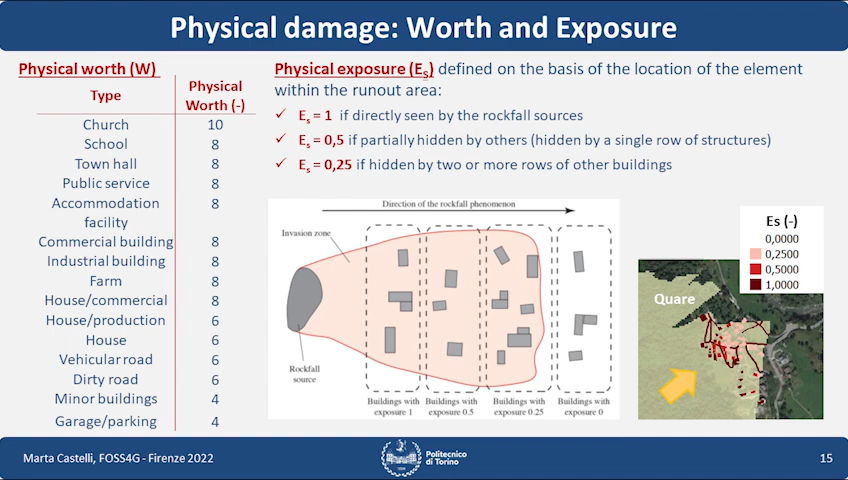 Physical damage: Worth and Exposure
Physical worth (W)
Type Physical Worth (-)
Church 10
School 8
Town hall 8
Public service 8
Accommodation facility 8
Commercial building 8
Industrial building 8
Farm 8
House/commercial 8
House/production 6
House 6
Vehicular road 6
Dirty road 6
Minor buildings 4
Garage/parking 4
Physical exposure (Es) defined on the basis of the location of the element
within the runout area:
✓ Es = 1 if directly seen by the rockfall sources
✓ Es = 0,5 if partially hidden by others (hidden by a single row of structures)
✓ Es = 0,25 if hidden by two or more rows of other buildings
Direction of the rockfall phenomenon
Invasion zone
Rockfall
source
Buildings with
exposure 1
Buildings with
exposure 0.5
Buildings with
exposure 0.25
Buildings with
exposure 0
Es (-)
0,0000
0,2500
0,5000
1,0000
Quare
Marta Castelli, FOSS4G - Firenze 2022
Politecnico
di Torino
15